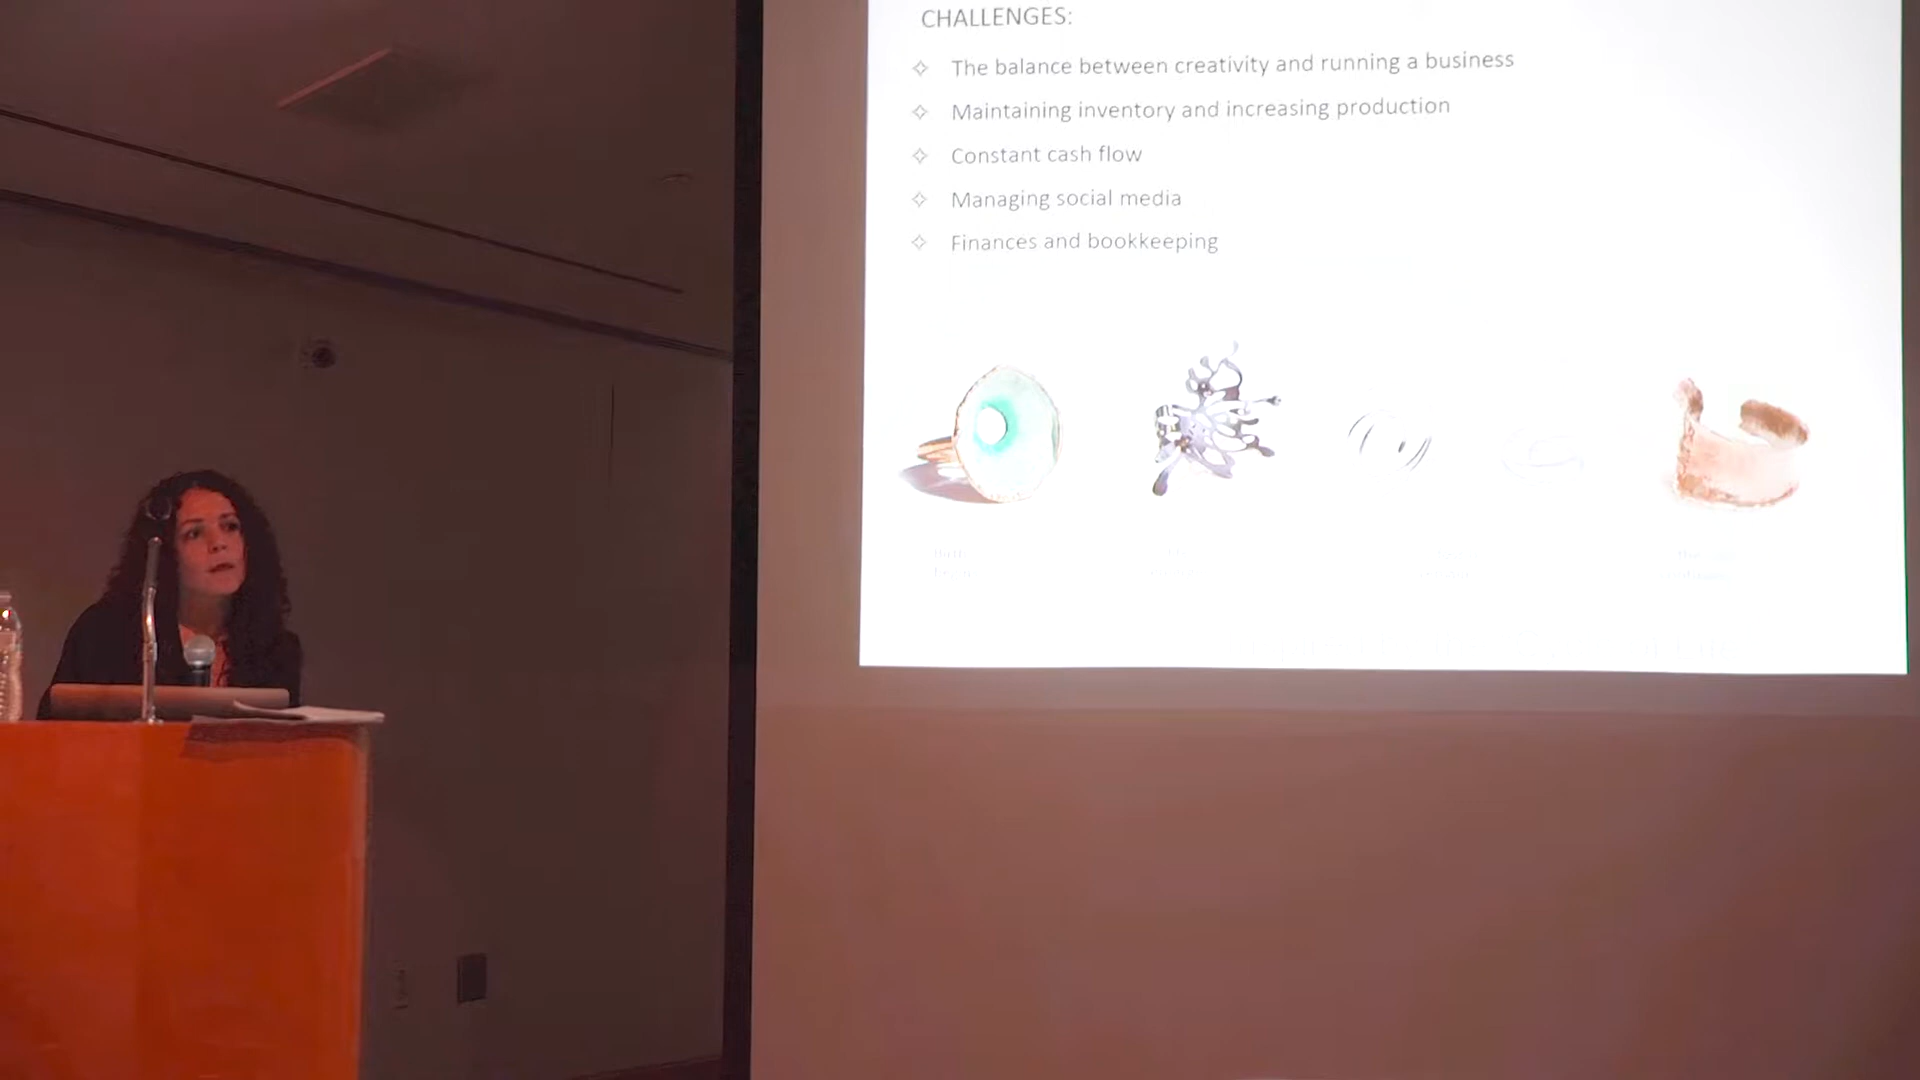 CHALLENGES:
The balance between creativity and running a business
Maintaining inventory and increasing production
Constant cash flow
Managing social media
Finances and bookkeeping